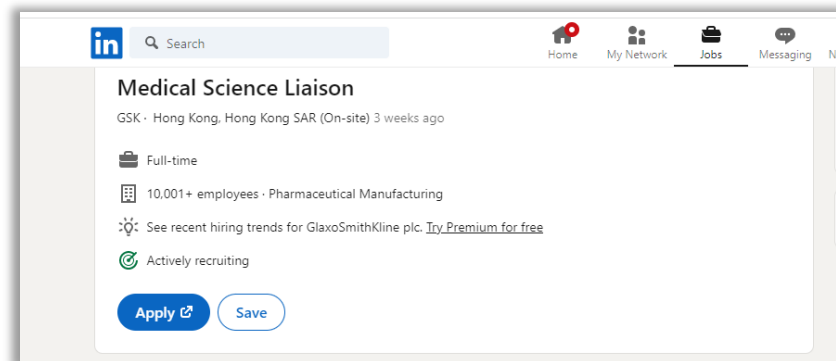 in
Search
Home
My Network
Jobs
Messaging
N
Medical Science Liaison
GSK · Hong Kong, Hong Kong SAR (On-site) 3 weeks ago
Full-time
10,001+ employees · Pharmaceutical Manufacturing
See recent hiring trends for GlaxoSmithKline plc. Try Premium for free
Actively recruiting
Apply
Save